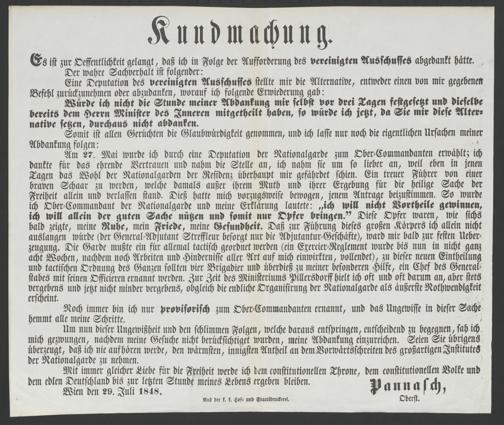 Kundmachung.
Es ist zur Oeffentlichkeit gelangt, daß ich in Folge der Aufforderung des vereinigten Ausschusses abgedankt hätte.
Der wahre Sachverhalt ist folgender:
Eine Deputation des vereinigten Ausschusses stellte mir die Alternative, entweder einen von mir gegebenen
Befehl zurückzunehmen oder abzudanken, worauf ich folgende Erwiederung gab:
Würde ich nicht die Stunde meiner Abdankung mir selbst vor drei Tagen festgesetzt und dieselbe
bereits dem Herrn Minister des Inneren mitgetheilt haben, so würde ich jetzt, da Sie mir diese Alter-
native setzen, durchaus nicht abdanken.
Somit ist allen Gerüchten die Glaubwürdigkeit genommen, und ich lasse nur noch die eigentlichen Ursachen meiner
Abdankung folgen:
Am 27. Mai wurde ich durch eine Deputation der Nationalgarde zum Ober-Commandanten erwählt; ich
dankte für das ehrende Vertrauen und nahm die Stelle an, ich nahm sie um so lieber an, weil eben in jenen
Tagen das Wohl der Nationalgarden der Residenz überhaupt mir gefährdet schien. Ein treuer Führer von einer
braven Schaar zu werden, welche damals außer ihrem Muth und ihrer Ergebung für die heilige Sache der
Freiheit allein und verlassen stand. Dieß hatte mich vorzugsweise bewogen, jenem Antrage beizustimmen. So wurde
ich Ober-Commandant der Nationalgarde und meine Erklärung lautete: „ich will nicht Vortheile gewinnen,
ich will allein der guten Sache nützen und somit nur Opfer bringen.“ Diese Opfer waren, wie sichs
bald zeigte, meine Ruhe, mein Friede, meine Gesundheit. Daß zur Führung dieses großen Körpers ich allein nicht
auslangen würde (der General-Adjutant Streffleur besorgt nur die Adjutantur-Geschäfte), ward mir bald zur festen Ueber-
zeugung. Die Garde mußte ein für allemal tactisch geordnet werden (ein Exercier-Reglement wurde bis nun in nicht ganz
acht Wochen, nachdem noch Arbeiten und Hindernisse aller Art auf mich einwirkten, vollendet), zu dieser neuen Eintheilung
und tactischen Ordnung des Ganzen sollten vier Brigadier und überdieß zu meiner besonderen Hilfe, ein Chef des General-
stabes mit seinen Officieren ernannt werden. Zur Zeit des Ministeriums Pillersdorff hielt ich oft und oft darum an, aber stets
vergebens und jetzt nicht minder vergebens, obgleich die endliche Organisirung der Nationalgarde als äußerste Nothwendigkeit
erscheint.
Noch immer bin ich nur provisorisch zum Ober-Commandanten ernannt, und das Ungewisse in dieser Sache
hemmt alle meine Schritte.
Um nun dieser Ungewißheit und den schlimmen Folgen, welche daraus entspringen, entscheidend zu begegnen, sah ich
mich gezwungen, nachdem meine Gesuche nicht berücksichtiget wurden, meine Abdankung einzureichen. Seien Sie übrigens
überzeugt, daß ich nie aufhören werde, den wärmsten, innigsten Antheil an den Vorwärtsschreiten des großartigen Institutes
der Nationalgarde zu nehmen.
Mit immer gleicher Liebe für die Freiheit werde ich dem constitutionellen Throne, dem constitutionellen Volke und
dem edlen Deutschland bis zur letzten Stunde meines Lebens ergeben bleiben.
Wien den 29. Juli 1848.
Pannasch,
Oberst.
Aus der k. k. Hof- und Staatsdruckerei.